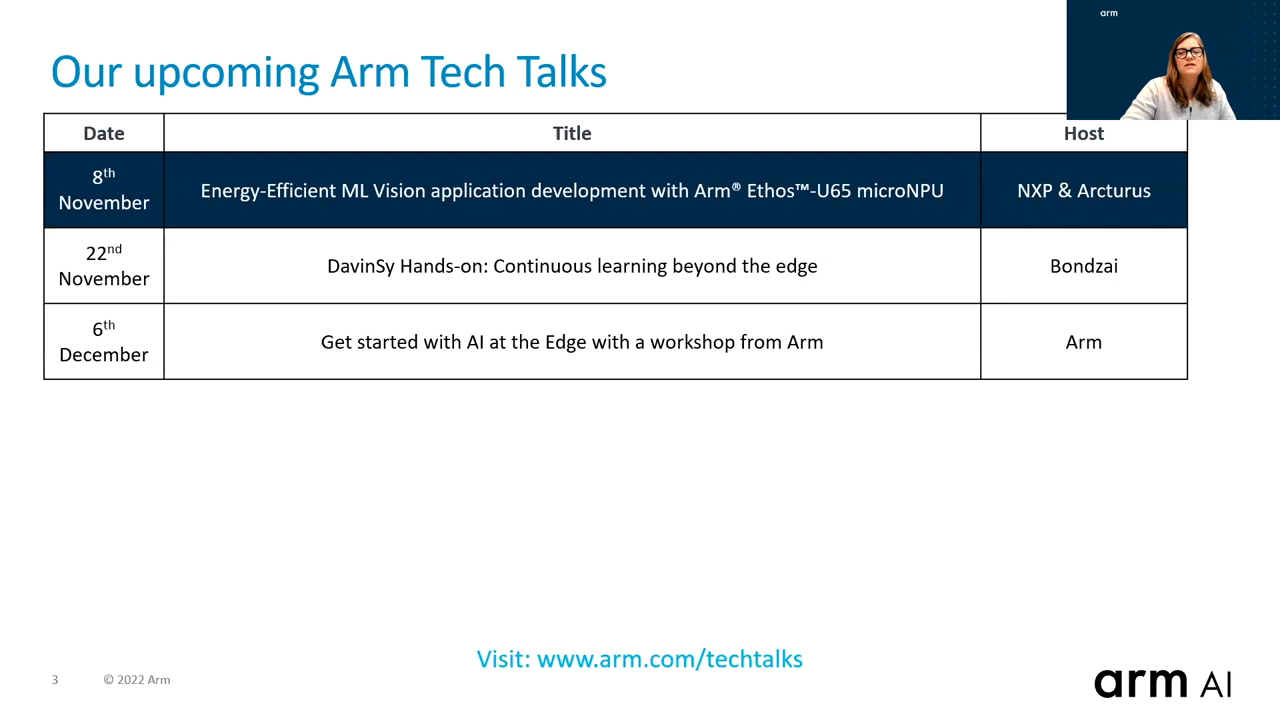 arm
Our upcoming Arm Tech Talks
Date Title Host
8th November Energy-Efficient ML Vision application development with Arm® Ethos™-U65 microNPU NXP & Arcturus
22nd November DavinSy Hands-on: Continuous learning beyond the edge Bondzai
6th December Get started with AI at the Edge with a workshop from Arm Arm
Visit: www.arm.com/techtalks
3 © 2022 Arm
arm AI